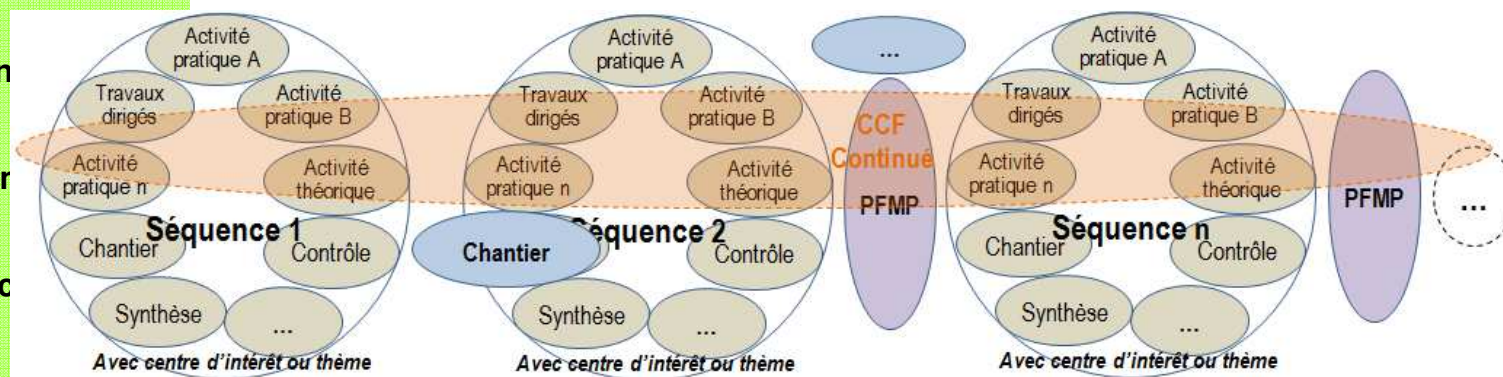 Activité
pratique A
Travaux
dirigés
Activité
pratique B
Activité
pratique n
Activité
théorique
Séquence 1
Chantier
Contrôle
Synthèse
...
Avec centre d'intérêt ou thème
Activité
pratique A
Travaux
dirigés
Activité
pratique B
Activité
pratique n
Activité
théorique
Séquence 2
Chantier
Contrôle
Synthèse
...
Avec centre d'intérêt ou thème
...
CCF
Continué
PFMP
Activité
pratique A
Travaux
dirigés
Activité
pratique B
Activité
pratique n
Activité
théorique
Séquence n
Chantier
Contrôle
Synthèse
...
Avec centre d'intérêt ou thème
PFMP
...